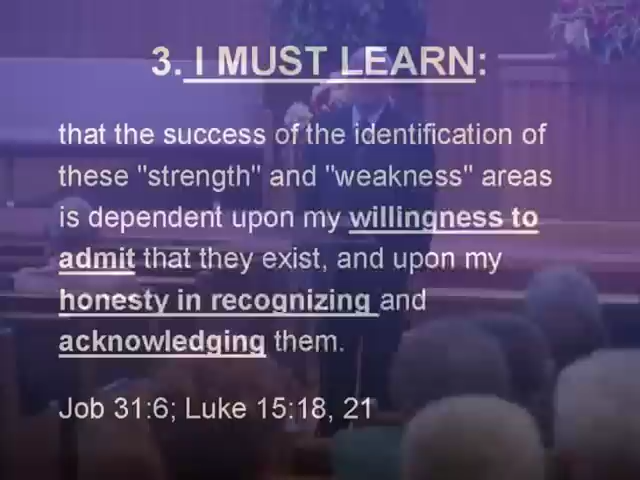 3. I MUST LEARN:
that the success of the identification of
these "strength" and "weakness" areas
is dependent upon my willingness to
admit that they exist, and upon my
honesty in recognizing and
acknowledging them.
Job 31:6; Luke 15:18, 21